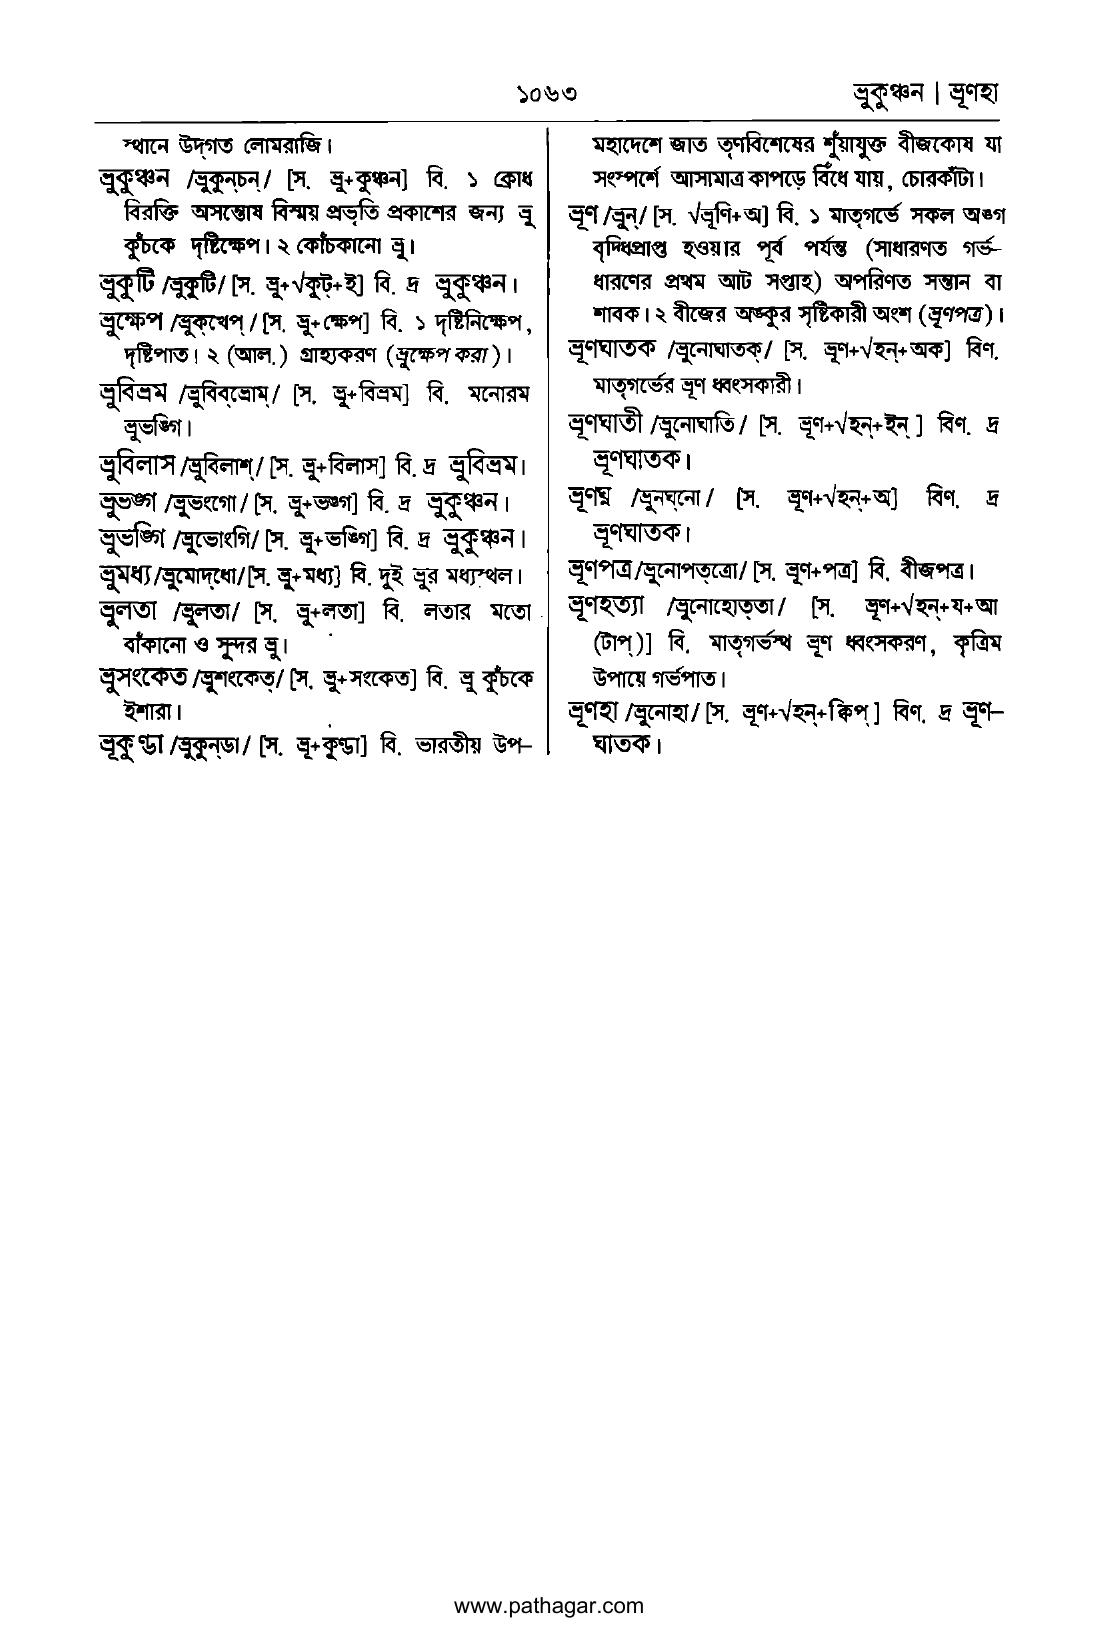 ১০৬৩
ভ্রুকুঞ্চন | ভ্রূণহা
স্থানে উদ্‌গত লোমরাজি।
ভ্রুকুঞ্চন /ভ্রুকুন্‌চন্‌/ [স. ভ্রু+কুঞ্চন] বি. ১ ক্রোধ
বিরক্তি অসন্তোষ বিস্ময় প্রভৃতি প্রকাশের জন্য ভ্রু
কুঁচকে দৃষ্টিক্ষেপ। ২ কোঁচকানো ভ্রূ।
ভ্রুকুটি /ভ্রুকুটি/ [স. ভ্রু+√কুট্‌+ই] বি. দ্র ভ্রুকুঞ্চন।
ভ্রুক্ষেপ /ভ্রুক্‌খেপ্‌/ [স. ভ্রু+ক্ষেপ] বি. ১ দৃষ্টিনিক্ষেপ,
দৃষ্টিপাত। ২ (আল.) গ্রাহ্যকরণ (ভ্রুক্ষেপ করা)।
ভ্রুবিভ্রম /ভ্রুবিব্‌ভ্রোম্‌/ [স. ভ্রু+বিভ্রম] বি. মনোরম
ভ্রুভঙ্গি।
ভ্রুবিলাস /ভ্রুবিলাশ্‌/ [স. ভ্রু+বিলাস] বি. দ্র ভ্রুবিভ্রম।
ভ্রুভঙ্গ /ভ্রুভংগো/ [স. ভ্রু+ভঙ্গ] বি. দ্র ভ্রুকুঞ্চন।
ভ্রুভঙ্গি /ভ্রুভোংগি/ [স. ভ্রু+ভঙ্গি] বি. দ্র ভ্রুকুঞ্চন।
ভ্রুমধ্য /ভ্রুমোদ্‌ধো/ [স. ভ্রু+মধ্য] বি. দুই ভ্রুর মধ্যস্থল।
ভ্রুলতা /ভ্রুলতা/ [স. ভ্রু+লতা] বি. লতার মতো
বাঁকানো ও সুন্দর ভ্রু।
ভ্রুসংকেত /ভ্রুশংকেত্‌/ [স. ভ্রু+সংকেত] বি. ভ্রূ কুঁচকে
ইশারা।
ভ্রূকুণ্ডা /ভ্রুকুন্‌ডা/ [স. ভ্রূ+কুণ্ডা] বি. ভারতীয় উপ–
মহাদেশে জাত তৃণবিশেষের শুঁয়াযুক্ত বীজকোষ যা
সংস্পর্শে আসামাত্র কাপড়ে বিঁধে যায়, চোরকাঁটা।
ভ্রূণ /ভ্রুন্‌/ [স. √ভ্রূণি+অ] বি. ১ মাতৃগর্ভে সকল অঙ্গ
বৃদ্ধিপ্রাপ্ত হওয়ার পূর্ব পর্যন্ত (সাধারণত গর্ভ–
ধারণের প্রথম আট সপ্তাহ) অপরিণত সন্তান বা
শাবক। ২ বীজের অঙ্কুর সৃষ্টিকারী অংশ (ভ্রূণপত্র)।
ভ্রূণঘাতক /ভ্রুনোঘাতক্‌/ [স. ভ্রূণ+√হন্‌+অক] বিণ.
মাতৃগর্ভের ভ্রূণ ধ্বংসকারী।
ভ্রূণঘাতী /ভ্রুনোঘাতি/ [স. ভ্রূণ+√হন্‌+ইন্‌] বিণ. দ্র
ভ্রূণঘাতক।
ভ্রূণঘ্ন /ভ্রুনঘ্‌নো/ [স. ভ্রূণ+√হন্‌+অ] বিণ. দ্র
ভ্রূণঘাতক।
ভ্রূণপত্র /ভ্রুনোপত্‌ত্রো/ [স. ভ্রূণ+পত্র] বি. বীজপত্র।
ভ্রূণহত্যা /ভ্রুনোহোত্‌তা/ [স. ভ্রূণ+√হন্‌+য+আ
(টাপ্‌)] বি. মাতৃগর্ভস্থ ভ্রূণ ধ্বংসকরণ, কৃত্রিম
উপায়ে গর্ভপাত।
ভ্রূণহা /ভ্রুনোহা/ [স. ভ্রূণ+√হন্‌+ক্বিপ্‌] বিণ. দ্র ভ্রূণ–
ঘাতক।
www.pathagar.com